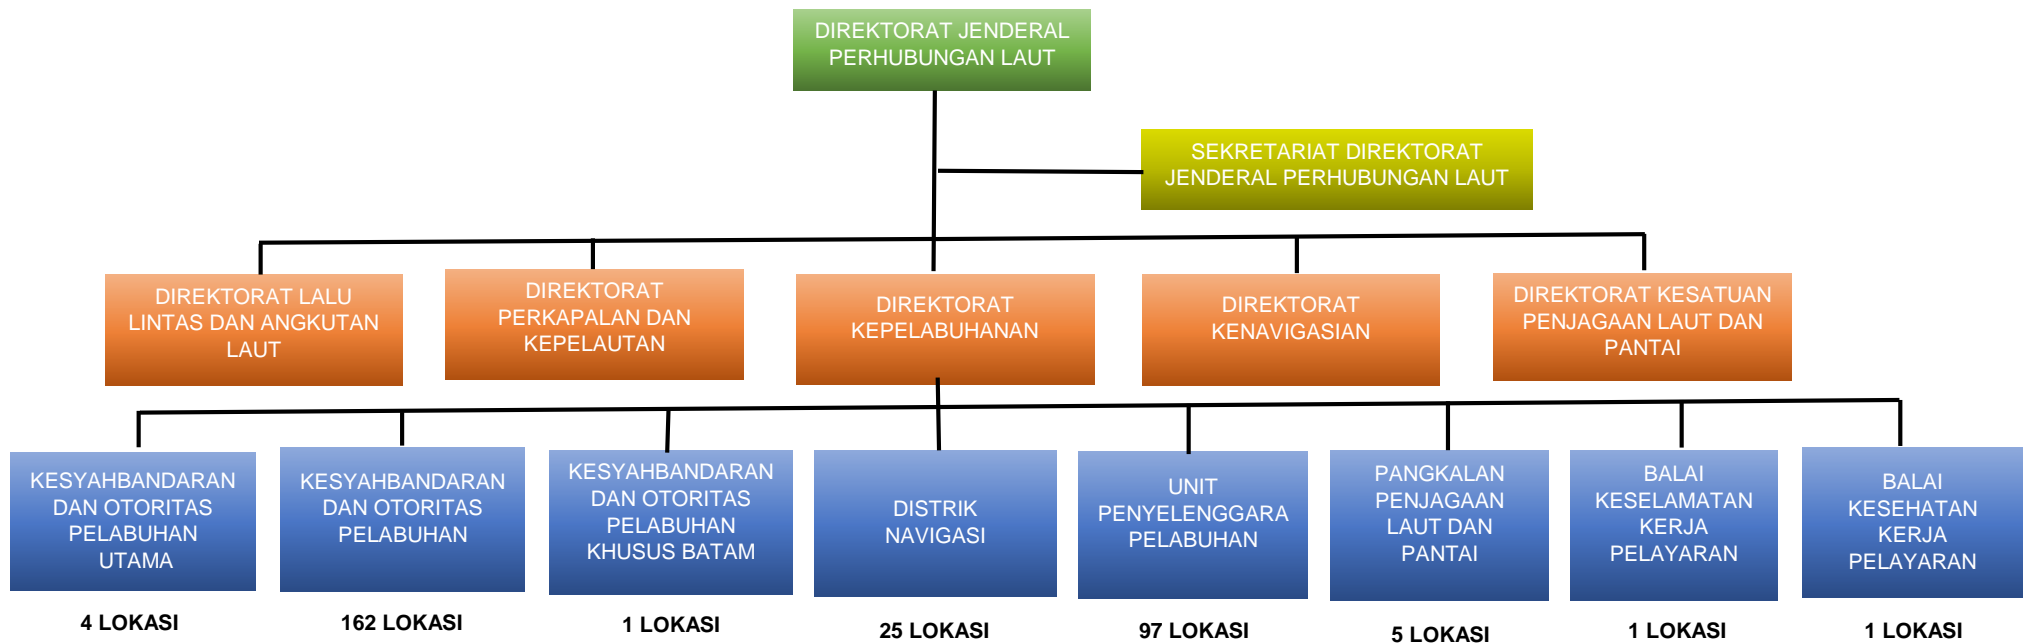 DIREKTORAT JENDERAL
PERHUBUNGAN LAUT
SEKRETARIAT DIREKTORAT
JENDERAL PERHUBUNGAN LAUT
DIREKTORAT LALU
LINTAS DAN ANGKUTAN
LAUT
DIREKTORAT
PERKAPALAN DAN
KEPELAUTAN
DIREKTORAT
KEPELABUHANAN
DIREKTORAT
KENAVIGASIAN
DIREKTORAT KESATUAN
PENJAGAAN LAUT DAN
PANTAI
KESYAHBANDARAN
DAN OTORITAS
PELABUHAN
UTAMA
4 LOKASI
KESYAHBANDARAN
DAN OTORITAS
PELABUHAN
162 LOKASI
KESYAHBANDARAN
DAN OTORITAS
PELABUHAN
KHUSUS BATAM
1 LOKASI
DISTRIK
NAVIGASI
25 LOKASI
UNIT
PENYELENGGARA
PELABUHAN
97 LOKASI
PANGKALAN
PENJAGAAN
LAUT DAN
PANTAI
5 LOKASI
BALAI
KESELAMATAN
KERJA
PELAYARAN
1 LOKASI
BALAI
KESEHATAN
KERJA
PELAYARAN
1 LOKASI